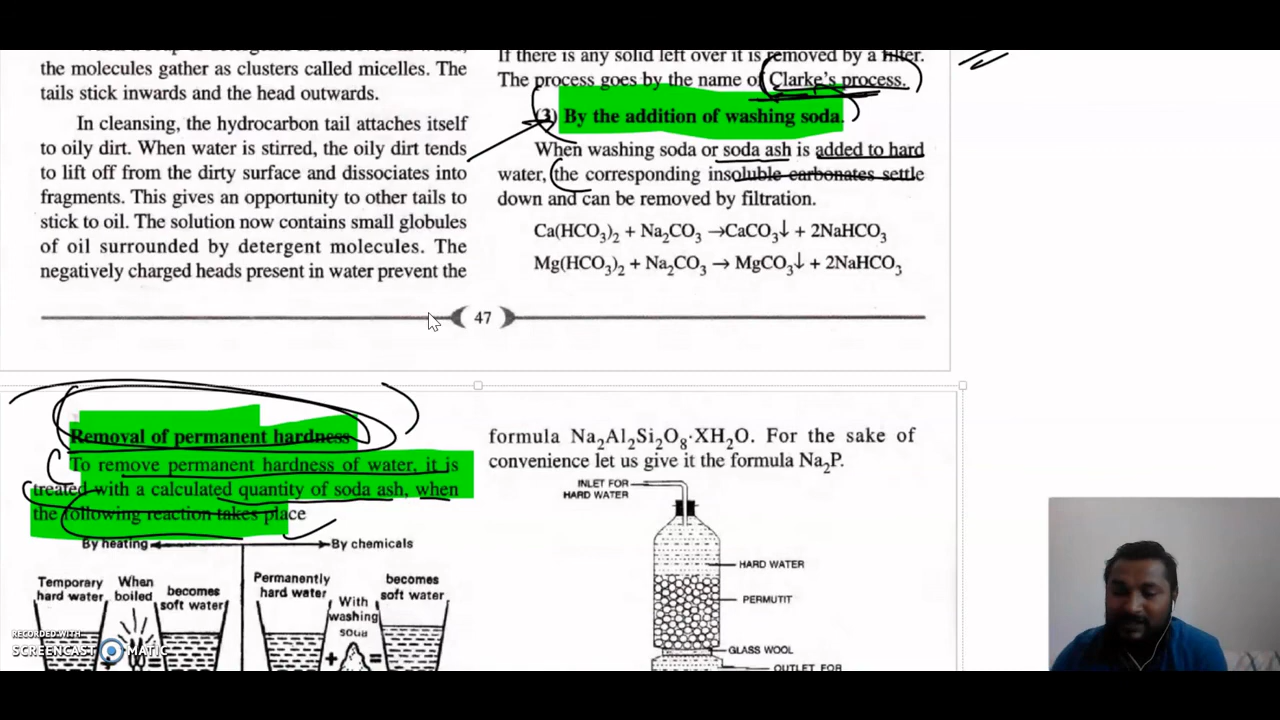 the molecules gather as clusters called micelles. The
tails stick inwards and the head outwards.
In cleansing, the hydrocarbon tail attaches itself
to oily dirt. When water is stirred, the oily dirt tends
to lift off from the dirty surface and dissociates into
fragments. This gives an opportunity to other tails to
stick to oil. The solution now contains small globules
of oil surrounded by detergent molecules. The
negatively charged heads present in water prevent the
If there is any solid left over it is removed by a filter.
The process goes by the name of Clarke's process.
(3) By the addition of washing soda.
When washing soda or soda ash is added to hard
water, the corresponding insoluble carbonates settle
down and can be removed by filtration.
Ca(HCO₃)₂ + Na₂CO₃ →CaCO₃↓ + 2NaHCO₃
Mg(HCO₃)₂ + Na₂CO₃ → MgCO₃↓ + 2NaHCO₃
47
Removal of permanent hardness
To remove permanent hardness of water, it is
treated with a calculated quantity of soda ash, when
the following reaction takes place
By heating
By chemicals
Temporary
hard water
When
boiled
becomes
soft water
Permanently
hard water
With
washing
soda
becomes
soft water
formula Na₂Al₂Si₂O₈·XH₂O. For the sake of
convenience let us give it the formula Na₂P.
INLET FOR
HARD WATER
HARD WATER
PERMUTIT
GLASS WOOL
OUTLET FOR
RECORDED WITH
SCREENCAST MATIC